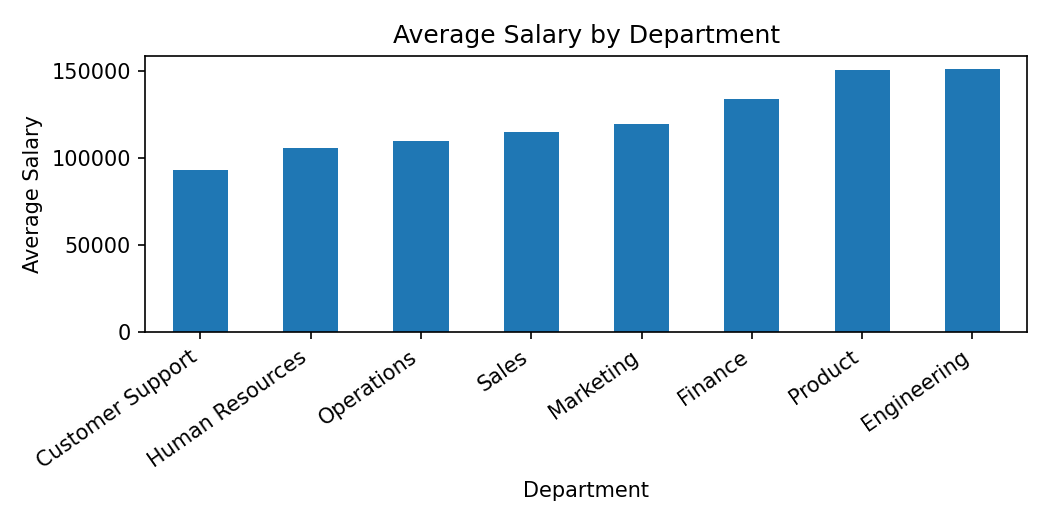 Average Salary by Department
Average Salary
150000
100000
50000
0
Customer Support
Human Resources
Operations
Sales
Marketing
Finance
Product
Engineering
Department